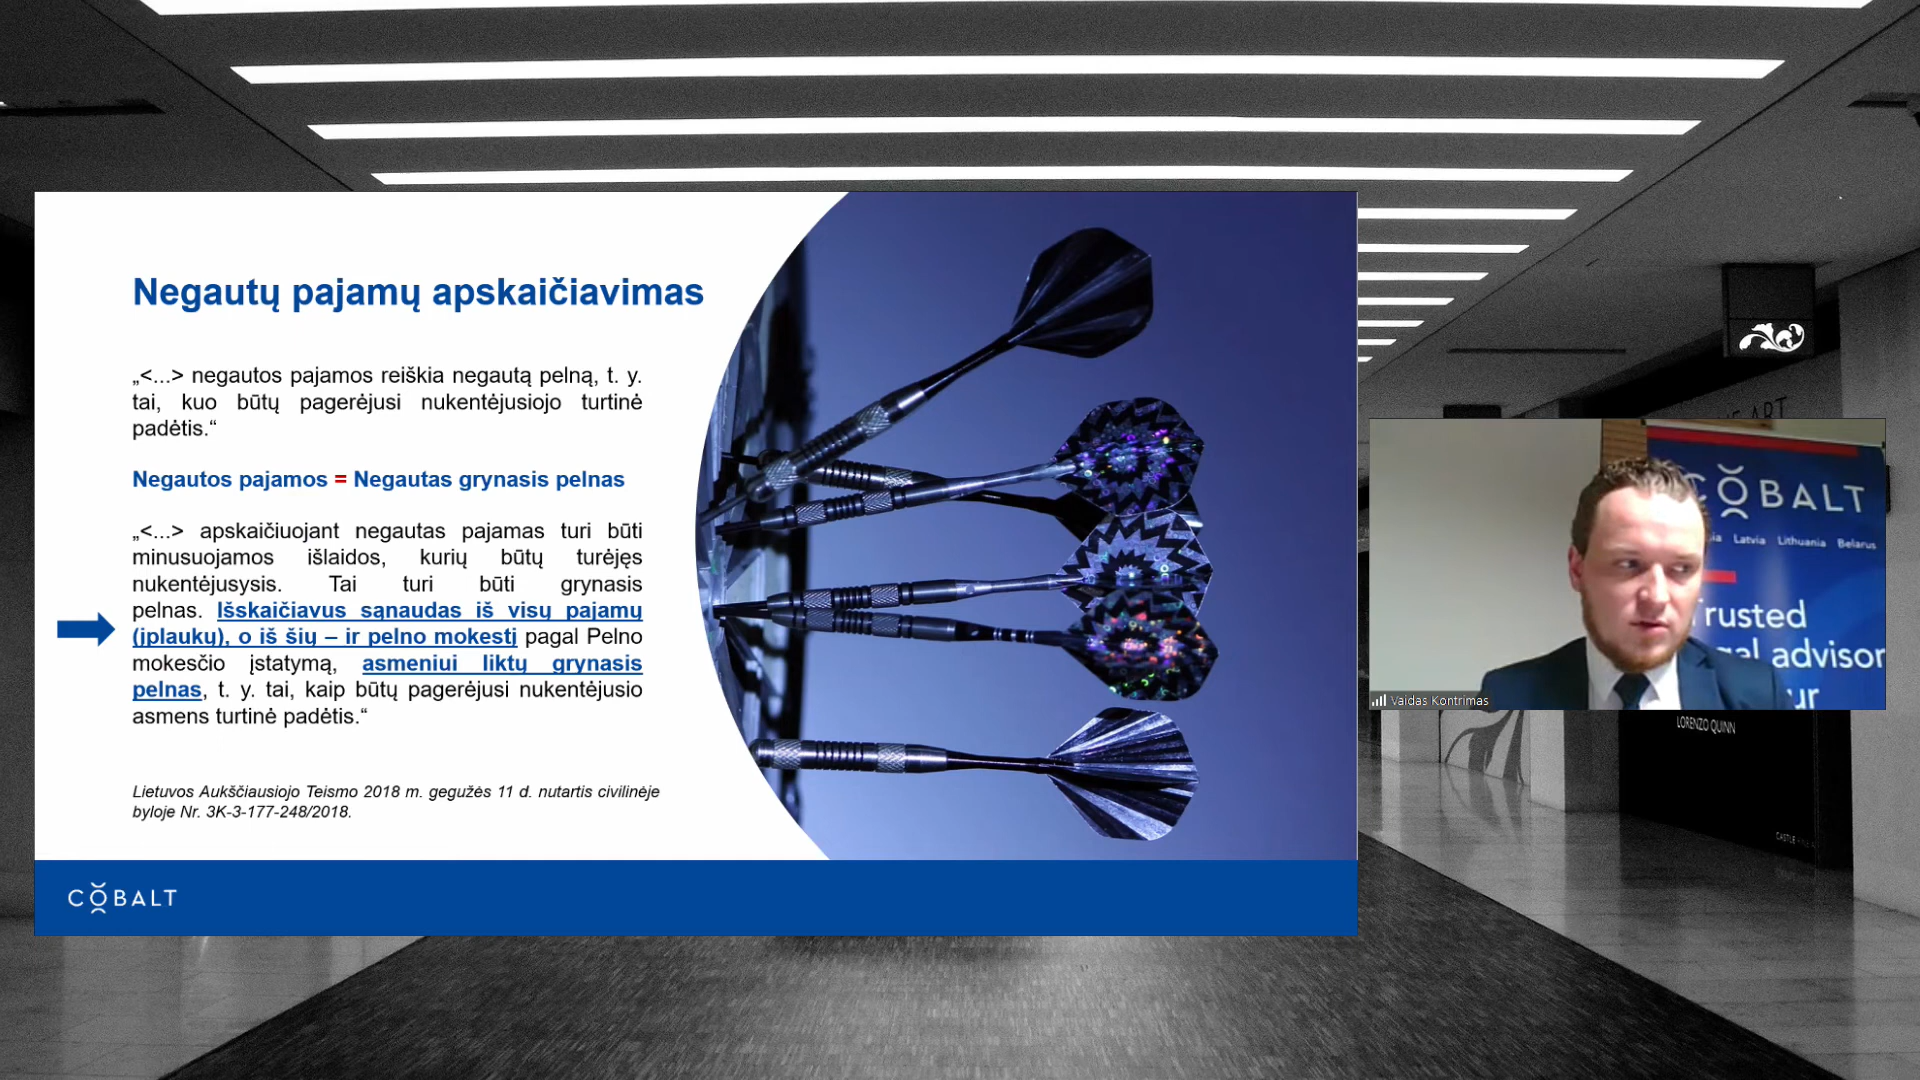 Negautų pajamų apskaičiavimas
„<...> negautos pajamos reiškia negautą pelną, t. y.
tai, kuo būtų pagerėjusi nukentėjusiojo turtinė
padėtis.“
Negautos pajamos = Negautas grynasis pelnas
„<...> apskaičiuojant negautas pajamas turi būti
minusuojamos išlaidos, kurių būtų turėjęs
nukentėjusysis. Tai turi būti grynasis
pelnas. Išskaičiavus sąnaudas iš visų pajamų
(įplaukų), o iš šių – ir pelno mokestį pagal Pelno
mokesčio įstatymą, asmeniui liktų grynasis
pelnas, t. y. tai, kaip būtų pagerėjusi nukentėjusio
asmens turtinė padėtis.“
Lietuvos Aukščiausiojo Teismo 2018 m. gegužės 11 d. nutartis civilinėje
byloje Nr. 3K-3-177-248/2018.
COBALT
ART
COBALT
Latvia Lithuania Belarus
Trusted
advisor
Vaidas Kontrimas
LORENZO QUINN
CASTLE